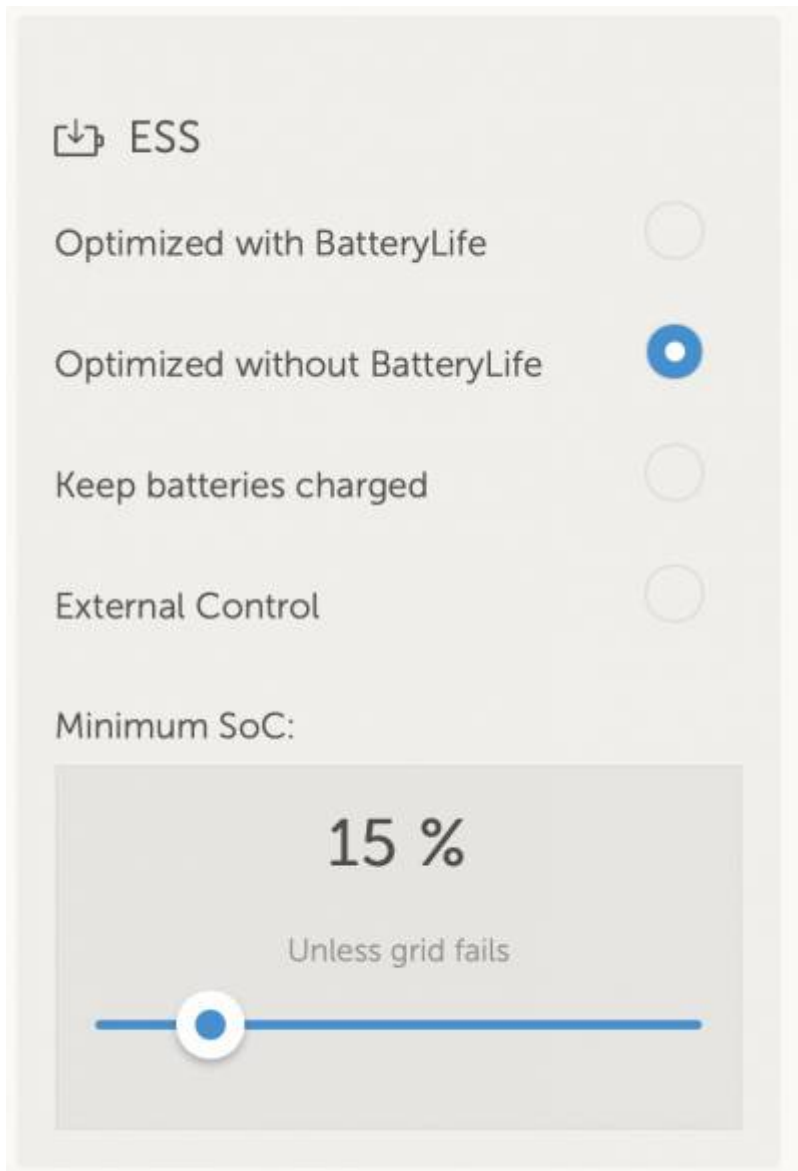 ESS
Optimized with BatteryLife
Optimized without BatteryLife
Keep batteries charged
External Control
Minimum SoC:
15 %
Unless grid fails